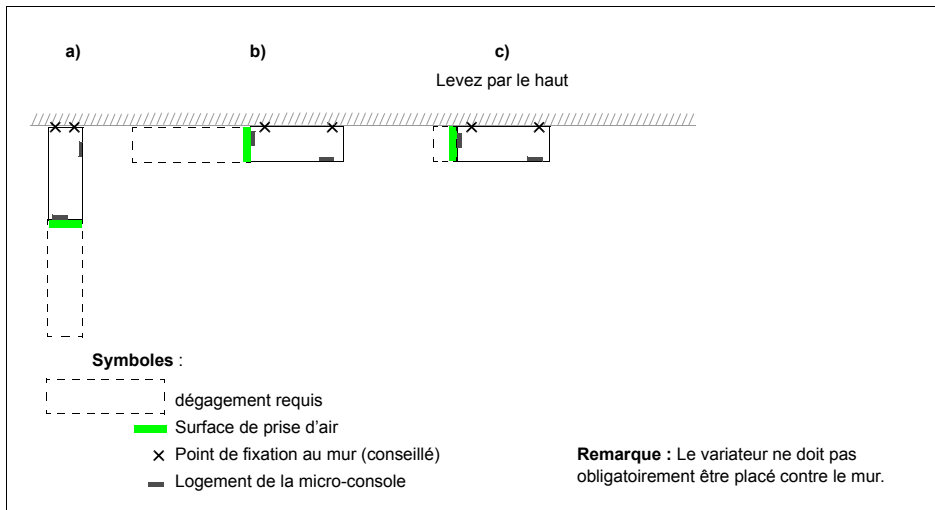 a)
b)
c)
Levez par le haut
Symboles :
dégagement requis
Surface de prise d'air
Point de fixation au mur (conseillé)
Logement de la micro-console
Remarque : Le variateur ne doit pas
obligatoirement être placé contre le mur.